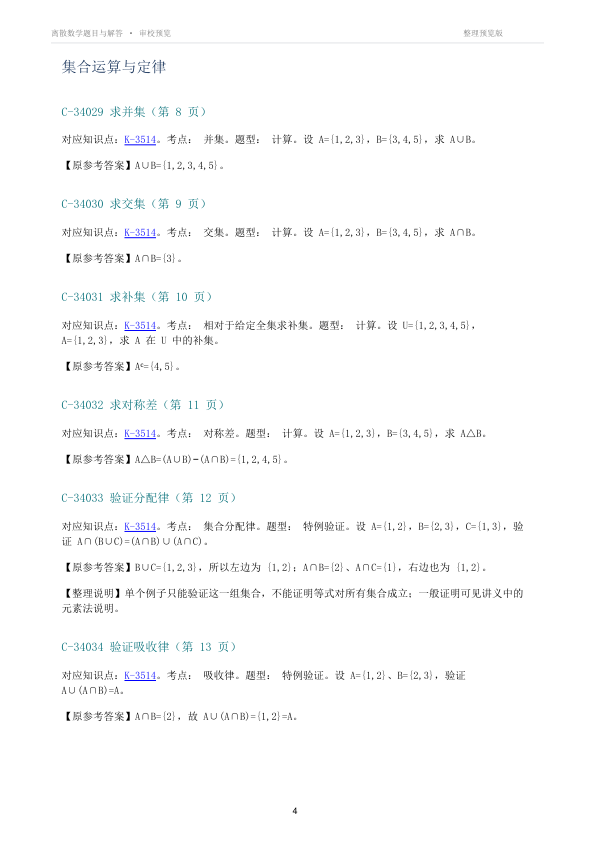 离散数学题目与解答 · 审校预览 整理预览版
集合运算与定律
C-34029 求并集（第 8 页）
对应知识点：K-3514。考点： 并集。题型： 计算。设 A={1,2,3}，B={3,4,5}，求 A∪B。
【原参考答案】A∪B={1,2,3,4,5}。
C-34030 求交集（第 9 页）
对应知识点：K-3514。考点： 交集。题型： 计算。设 A={1,2,3}，B={3,4,5}，求 A∩B。
【原参考答案】A∩B={3}。
C-34031 求补集（第 10 页）
对应知识点：K-3514。考点： 相对于给定全集求补集。题型： 计算。设 U={1,2,3,4,5}，
A={1,2,3}，求 A 在 U 中的补集。
【原参考答案】Aᶜ={4,5}。
C-34032 求对称差（第 11 页）
对应知识点：K-3514。考点： 对称差。题型： 计算。设 A={1,2,3}，B={3,4,5}，求 A△B。
【原参考答案】A△B=(A∪B)−(A∩B)={1,2,4,5}。
C-34033 验证分配律（第 12 页）
对应知识点：K-3514。考点： 集合分配律。题型： 特例验证。设 A={1,2}，B={2,3}，C={1,3}，验
证 A∩(B∪C)=(A∩B)∪(A∩C)。
【原参考答案】B∪C={1,2,3}，所以左边为 {1,2}；A∩B={2}、A∩C={1}，右边也为 {1,2}。
【整理说明】单个例子只能验证这一组集合，不能证明等式对所有集合成立；一般证明可见讲义中的
元素法说明。
C-34034 验证吸收律（第 13 页）
对应知识点：K-3514。考点： 吸收律。题型： 特例验证。设 A={1,2}、B={2,3}，验证
A∪(A∩B)=A。
【原参考答案】A∩B={2}，故 A∪(A∩B)={1,2}=A。
4